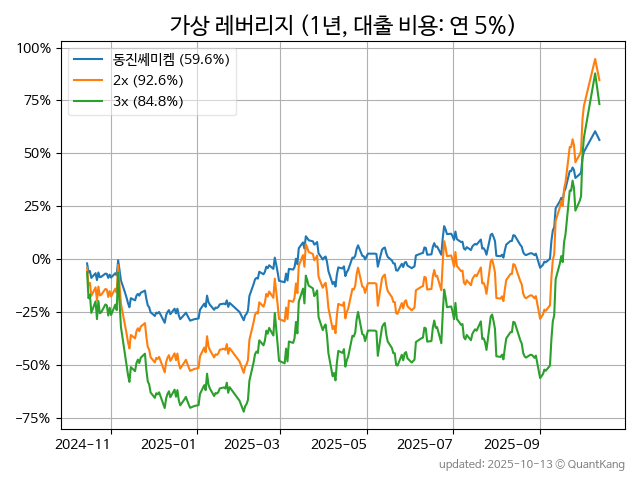 가상 레버리지 (1년, 대출 비용: 연 5%)
동진쎄미켐 (59.6%)
2x (92.6%)
3x (84.8%)
100%
75%
50%
25%
0%
−25%
−50%
−75%
2024-11
2025-01
2025-03
2025-05
2025-07
2025-09
updated: 2025-10-13 © QuantKang